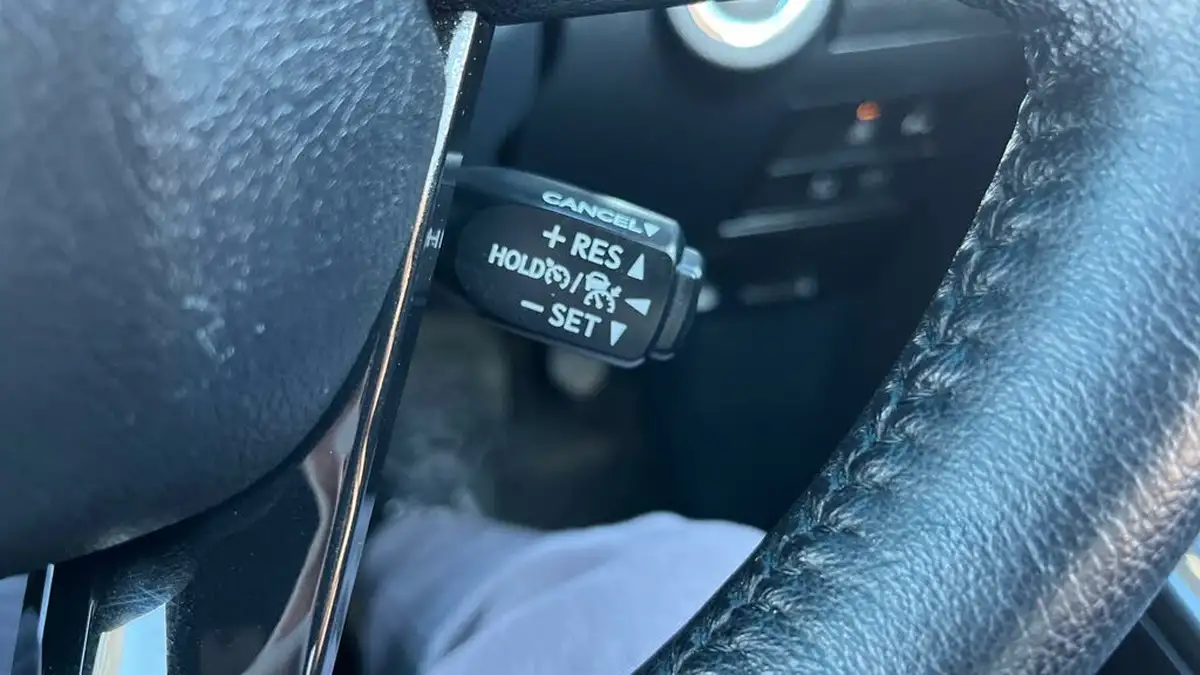 CANCEL▼
+ RES ▲
HOLD / ◀
− SET ▼